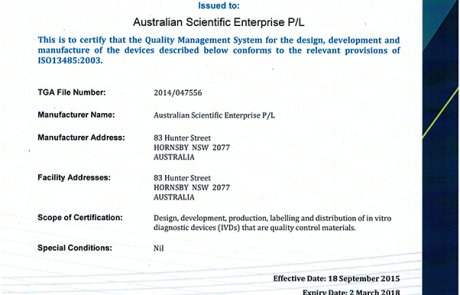 Issued to:
Australian Scientific Enterprise P/L
This is to certify that the Quality Management System for the design, development and
manufacture of the devices described below conforms to the relevant provisions of
ISO13485:2003.
TGA File Number: 2014/047556
Manufacturer Name: Australian Scientific Enterprise P/L
Manufacturer Address: 83 Hunter Street
HORNSBY NSW 2077
AUSTRALIA
Facility Addresses: 83 Hunter Street
HORNSBY NSW 2077
AUSTRALIA
Scope of Certification: Design, development, production, labelling and distribution of in vitro
diagnostic devices (IVDs) that are quality control materials.
Special Conditions: Nil
Effective Date: 18 September 2015
Expiry Date: 2 March 2018